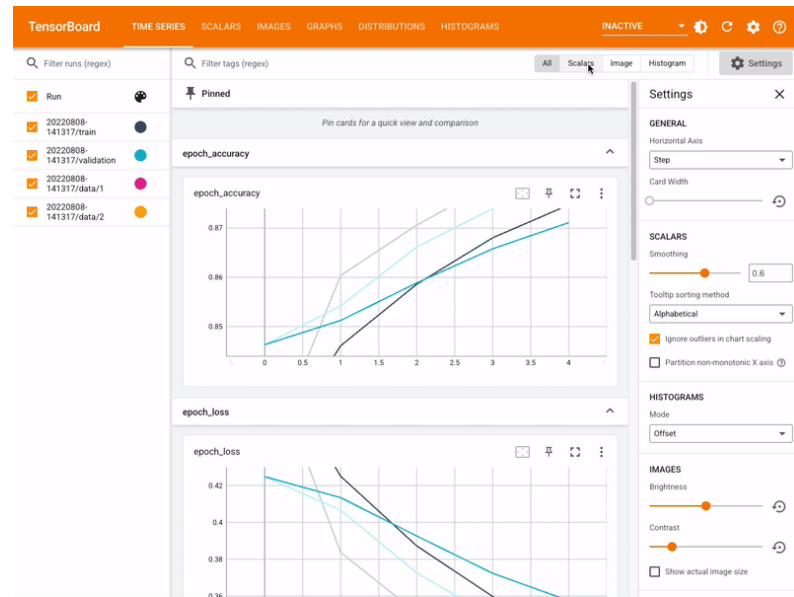 TensorBoard TIME SERIES SCALARS IMAGES GRAPHS DISTRIBUTIONS HISTOGRAMS INACTIVE
Filter runs (regex) Filter tags (regex) All Scalars Image Histogram Settings
Run
20220808-
141317/train
20220808-
141317/validation
20220808-
141317/data/1
20220808-
141317/data/2
Pinned
Pin cards for a quick view and comparison
epoch_accuracy
epoch_accuracy
0.87
0.86
0.85
0 0.5 1 1.5 2 2.5 3 3.5 4
epoch_loss
epoch_loss
0.42
0.4
0.38
0.36
Settings
GENERAL
Horizontal Axis
Step
Card Width
SCALARS
Smoothing
0.6
Tooltip sorting method
Alphabetical
Ignore outliers in chart scaling
Partition non-monotonic X axis
HISTOGRAMS
Mode
Offset
IMAGES
Brightness
Contrast
Show actual image size